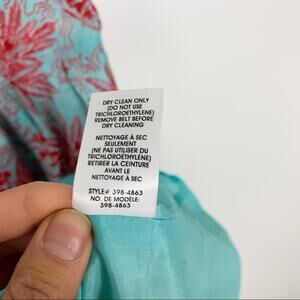 DRY CLEAN ONLY
(DO NOT USE
TRICHLOROETHYLENE)
REMOVE BELT BEFORE
DRY CLEANING
NETTOYAGE À SEC
SEULEMENT
(NE PAS UTILISER DU
TRICHLOROÉTHYLÈNE)
RETIRER LA CEINTURE
AVANT LE
NETTOYAGE À SEC
STYLE# 398-4863
NO. DE MODÈLE:
398-4863